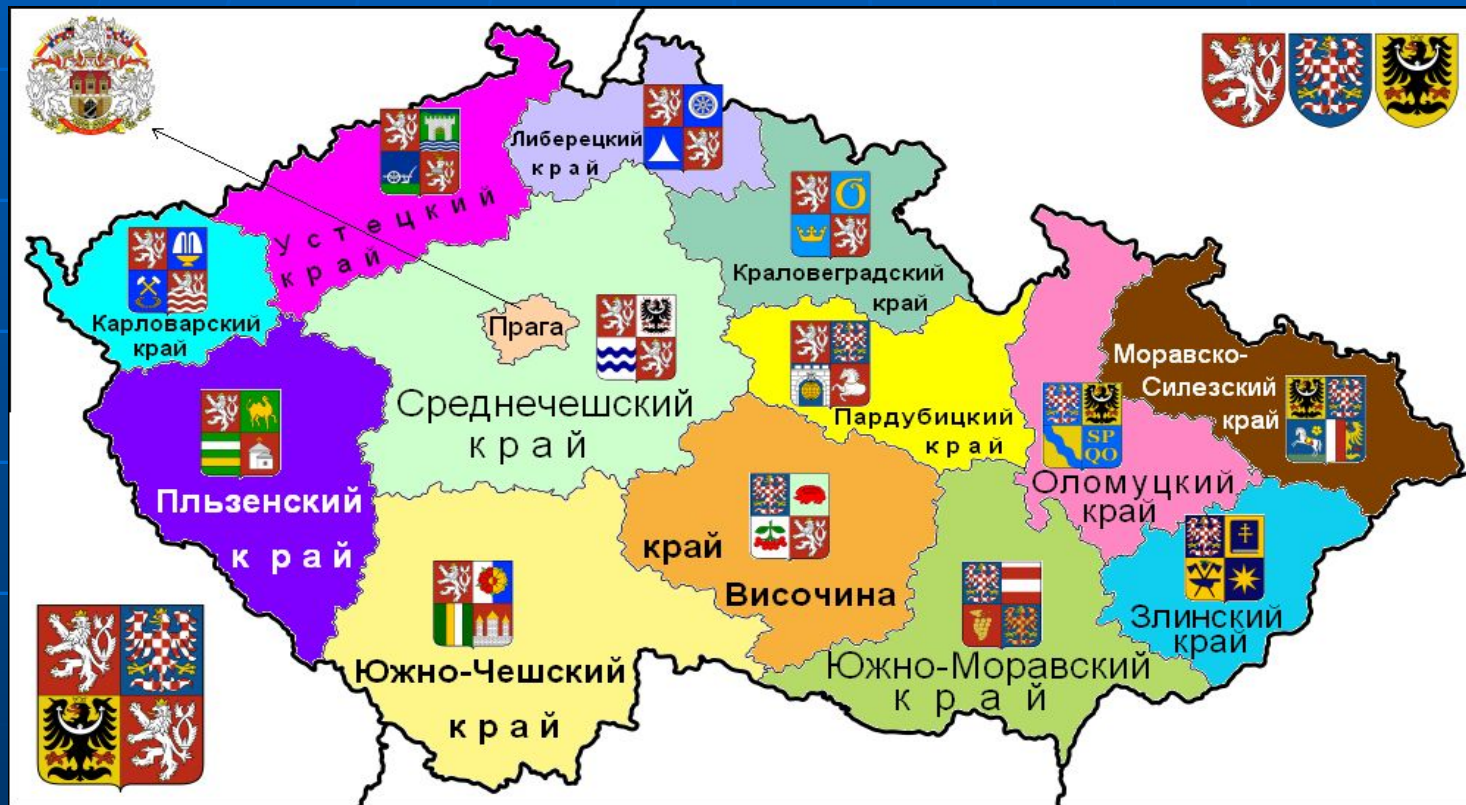 Либерецкий
край
Устецкий
край
Краловеградский
край
Карловарский
край
Прага
Моравско-
Силезский
край
Среднечешский
край
Пардубицкий
край
SP
QO
Оломуцкий
край
Пльзенский
край
край
Височина
Злинский
край
Южно-Чешский
край
Южно-Моравский
край